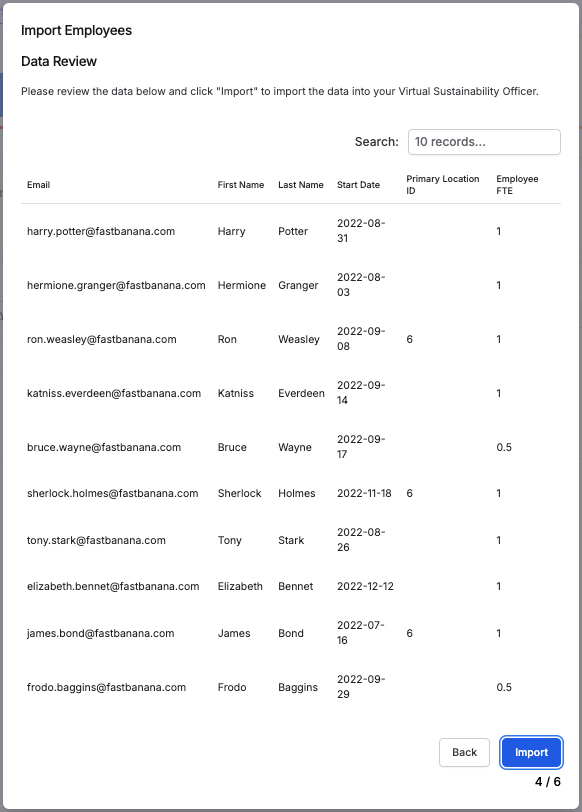 Import Employees
Data Review
Please review the data below and click "Import" to import the data into your Virtual Sustainability Officer.
Search: 10 records...
Email First Name Last Name Start Date Primary Location ID Employee FTE
harry.potter@fastbanana.com Harry Potter 2022-08-31 1
hermione.granger@fastbanana.com Hermione Granger 2022-08-03 1
ron.weasley@fastbanana.com Ron Weasley 2022-09-08 6 1
katniss.everdeen@fastbanana.com Katniss Everdeen 2022-09-14 1
bruce.wayne@fastbanana.com Bruce Wayne 2022-09-17 0.5
sherlock.holmes@fastbanana.com Sherlock Holmes 2022-11-18 6 1
tony.stark@fastbanana.com Tony Stark 2022-08-26 1
elizabeth.bennet@fastbanana.com Elizabeth Bennet 2022-12-12 1
james.bond@fastbanana.com James Bond 2022-07-16 6 1
frodo.baggins@fastbanana.com Frodo Baggins 2022-09-29 0.5
Back Import
4 / 6